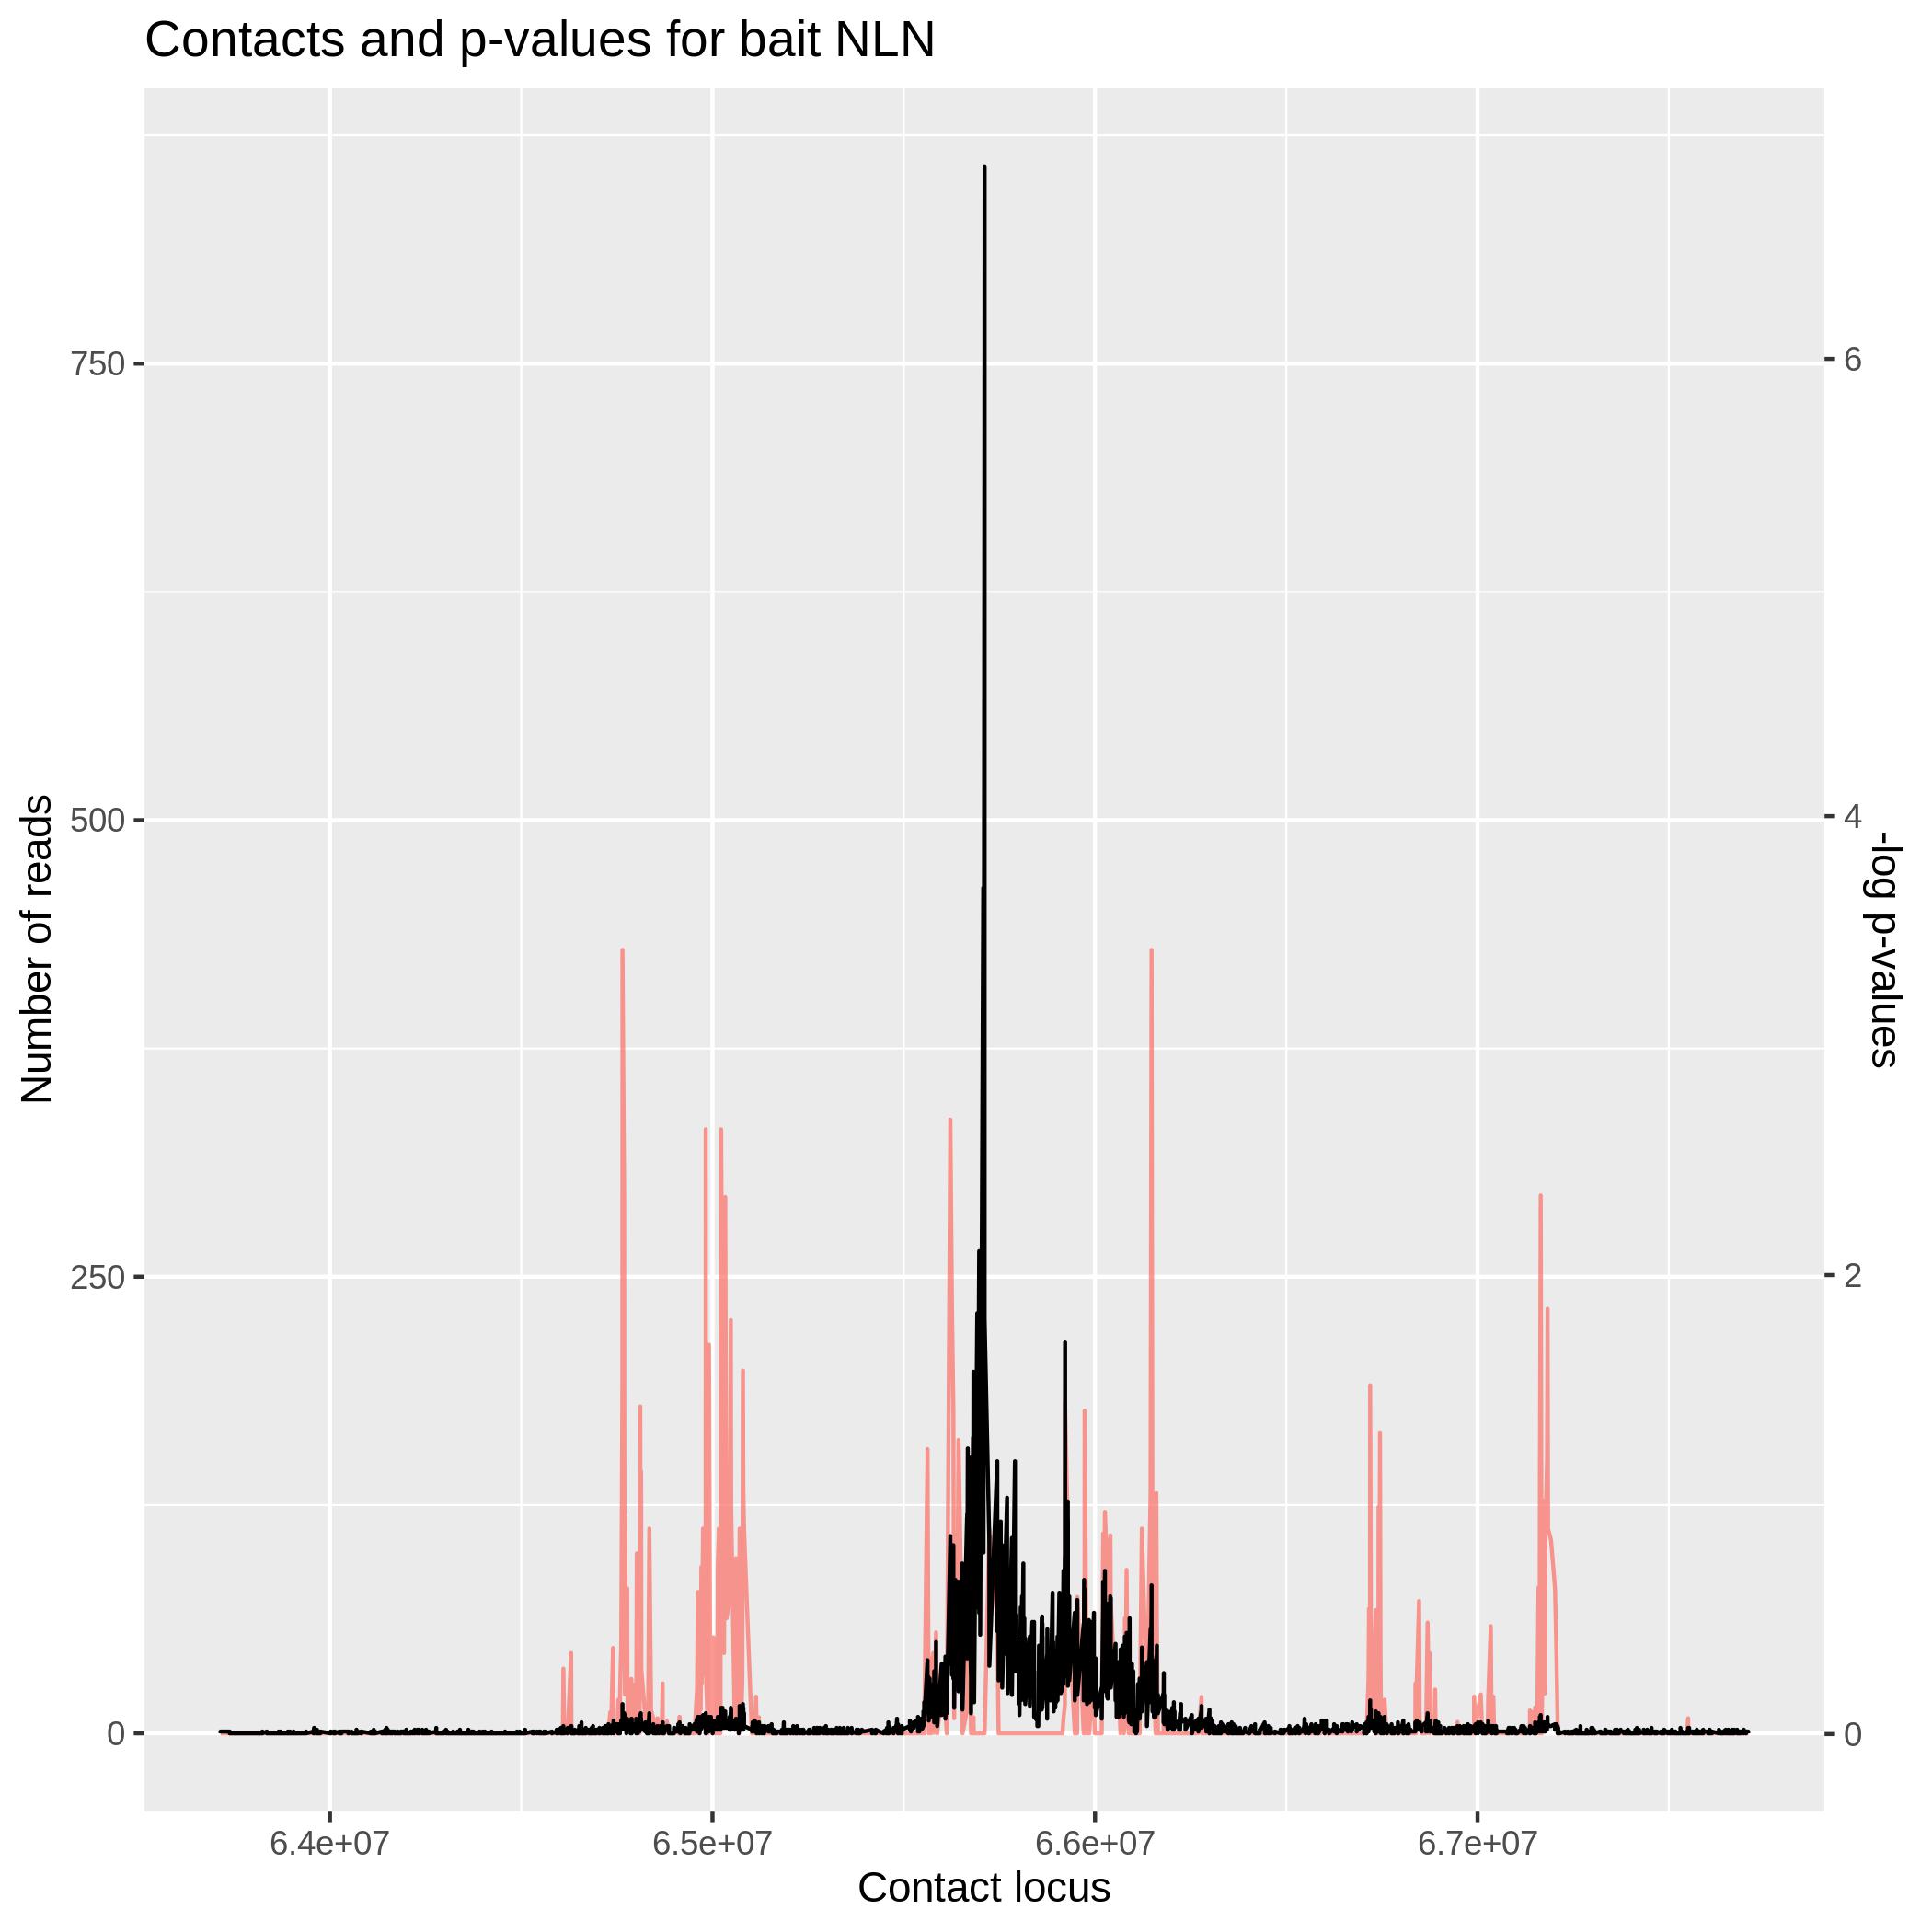 Contacts and p-values for bait NLN
750
500
250
0
Number of reads
6
4
2
0
-log p-values
6.4e+07
6.5e+07
6.6e+07
6.7e+07
Contact locus